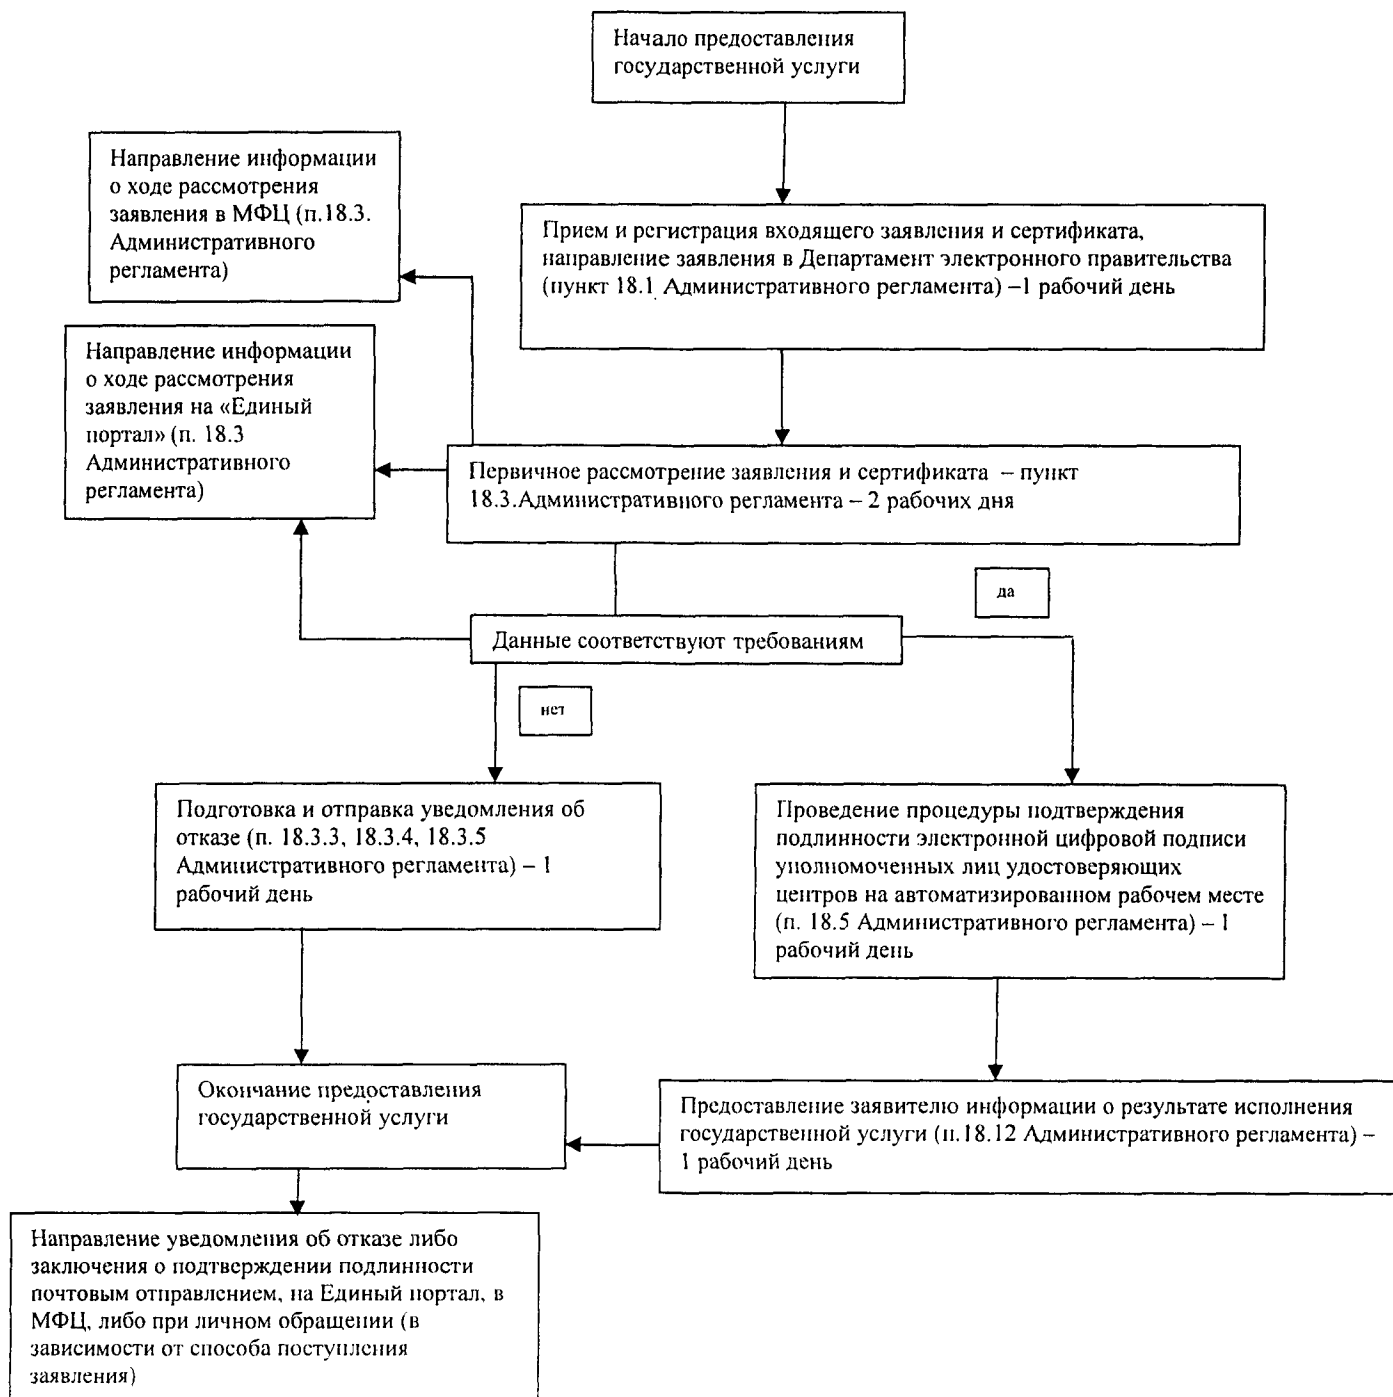 Начало предоставления
государственной услуги
Направление информации
о ходе рассмотрения
заявления в МФЦ (п.18.3.
Административного
регламента)
Прием и регистрация входящего заявления и сертификата,
направление заявления в Департамент электронного правительства
(пункт 18.1 Административного регламента) –1 рабочий день
Направление информации
о ходе рассмотрения
заявления на «Единый
портал» (п. 18.3
Административного
регламента)
Первичное рассмотрение заявления и сертификата – пункт
18.3.Административного регламента – 2 рабочих дня
да
Данные соответствуют требованиям
нет
Подготовка и отправка уведомления об
отказе (п. 18.3.3, 18.3.4, 18.3.5
Административного регламента) – 1
рабочий день
Проведение процедуры подтверждения
подлинности электронной цифровой подписи
уполномоченных лиц удостоверяющих
центров на автоматизированном рабочем месте
(п. 18.5 Административного регламента) – 1
рабочий день
Окончание предоставления
государственной услуги
Предоставление заявителю информации о результате исполнения
государственной услуги (п.18.12 Административного регламента) –
1 рабочий день
Направление уведомления об отказе либо
заключения о подтверждении подлинности
почтовым отправлением, на Единый портал, в
МФЦ, либо при личном обращении (в
зависимости от способа поступления
заявления)